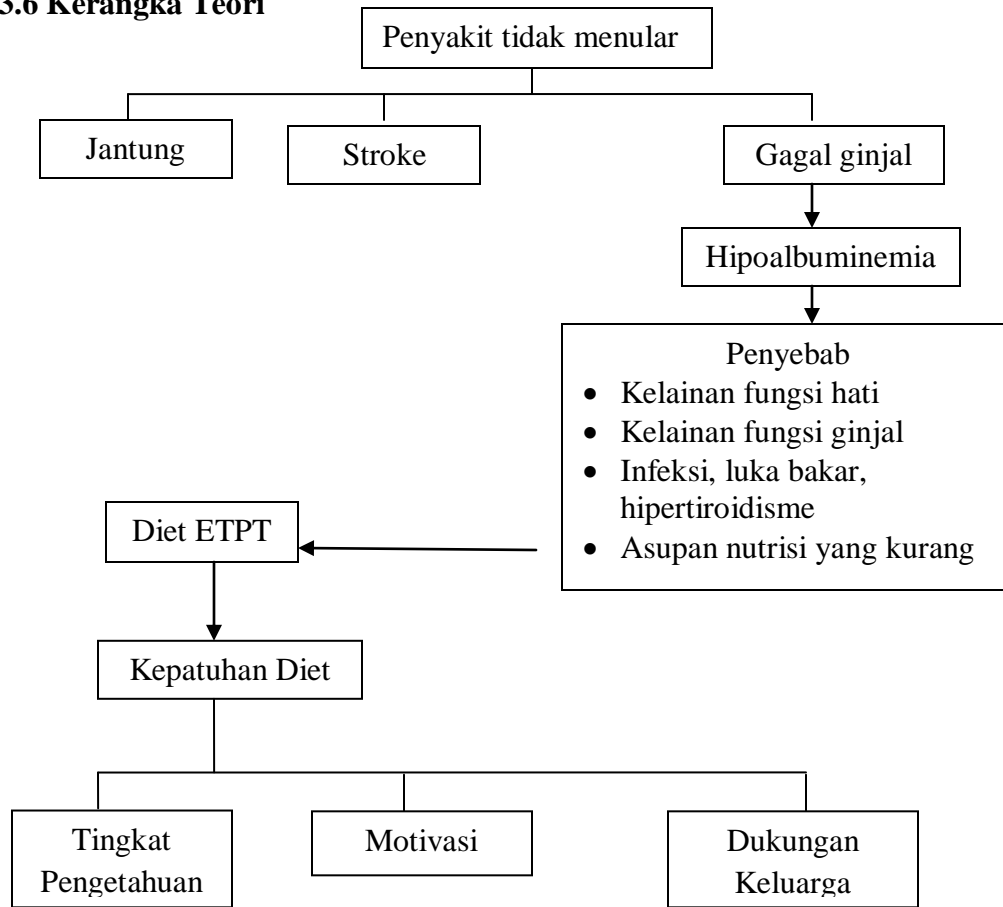 3.6 Kerangka Teori
Penyakit tidak menular
Jantung
Stroke
Gagal ginjal
Hipoalbuminemia
Penyebab
• Kelainan fungsi hati
• Kelainan fungsi ginjal
• Infeksi, luka bakar,
hipertiroidisme
• Asupan nutrisi yang kurang
Diet ETPT
Kepatuhan Diet
Tingkat
Pengetahuan
Motivasi
Dukungan
Keluarga